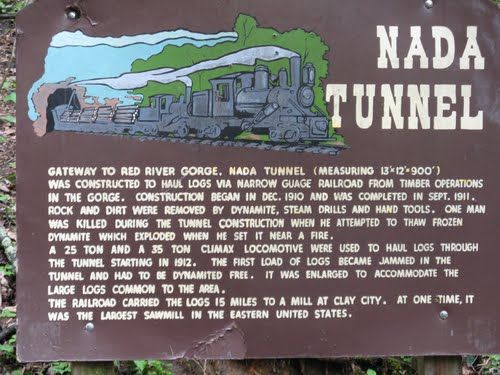 NADA
TUNNEL
GATEWAY TO RED RIVER GORGE. NADA TUNNEL (MEASURING 13'×12'×900')
WAS CONSTRUCTED TO HAUL LOGS VIA NARROW GUAGE RAILROAD FROM TIMBER OPERATIONS
IN THE GORGE. CONSTRUCTION BEGAN IN DEC. 1910 AND WAS COMPLETED IN SEPT. 1911.
ROCK AND DIRT WERE REMOVED BY DYNAMITE, STEAM DRILLS AND HAND TOOLS. ONE MAN
WAS KILLED DURING THE TUNNEL CONSTRUCTION WHEN HE ATTEMPTED TO THAW FROZEN
DYNAMITE WHICH EXPLODED WHEN HE SET IT NEAR A FIRE.
A 25 TON AND A 35 TON CLIMAX LOCOMOTIVE WERE USED TO HAUL LOGS THROUGH
THE TUNNEL STARTING IN 1912. THE FIRST LOAD OF LOGS BECAME JAMMED IN THE
TUNNEL AND HAD TO BE DYNAMITED FREE. IT WAS ENLARGED TO ACCOMMODATE THE
LARGE LOGS COMMON TO THE AREA.
THE RAILROAD CARRIED THE LOGS 15 MILES TO A MILL AT CLAY CITY. AT ONE TIME, IT
WAS THE LARGEST SAWMILL IN THE EASTERN UNITED STATES.